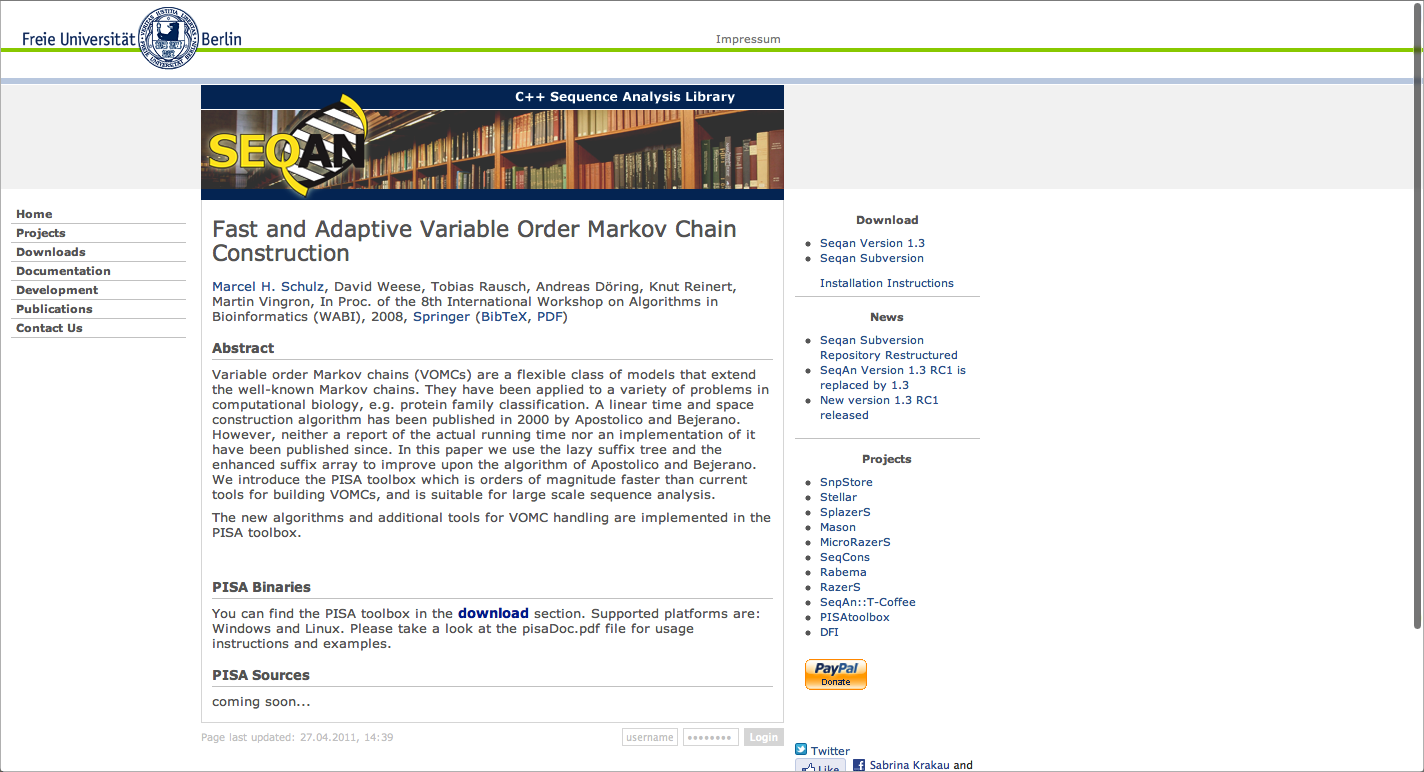 Freie Universität Berlin
Impressum
C++ Sequence Analysis Library
SEQAN
Home
Projects
Downloads
Documentation
Development
Publications
Contact Us
Fast and Adaptive Variable Order Markov Chain
Construction
Marcel H. Schulz, David Weese, Tobias Rausch, Andreas Döring, Knut Reinert,
Martin Vingron, In Proc. of the 8th International Workshop on Algorithms in
Bioinformatics (WABI), 2008, Springer (BibTeX, PDF)
Abstract
Variable order Markov chains (VOMCs) are a flexible class of models that extend
the well-known Markov chains. They have been applied to a variety of problems in
computational biology, e.g. protein family classification. A linear time and space
construction algorithm has been published in 2000 by Apostolico and Bejerano.
However, neither a report of the actual running time nor an implementation of it
have been published since. In this paper we use the lazy suffix tree and the
enhanced suffix array to improve upon the algorithm of Apostolico and Bejerano.
We introduce the PISA toolbox which is orders of magnitude faster than current
tools for building VOMCs, and is suitable for large scale sequence analysis.
The new algorithms and additional tools for VOMC handling are implemented in the
PISA toolbox.
PISA Binaries
You can find the PISA toolbox in the download section. Supported platforms are:
Windows and Linux. Please take a look at the pisaDoc.pdf file for usage
instructions and examples.
PISA Sources
coming soon...
Page last updated: 27.04.2011, 14:39
username
Login
Download
Seqan Version 1.3
Seqan Subversion
Installation Instructions
News
Seqan Subversion
Repository Restructured
SeqAn Version 1.3 RC1 is
replaced by 1.3
New version 1.3 RC1
released
Projects
SnpStore
Stellar
SplazerS
Mason
MicroRazerS
SeqCons
Rabema
RazerS
SeqAn::T-Coffee
PISAtoolbox
DFI
PayPal
Donate
Twitter
Like
Sabrina Krakau and